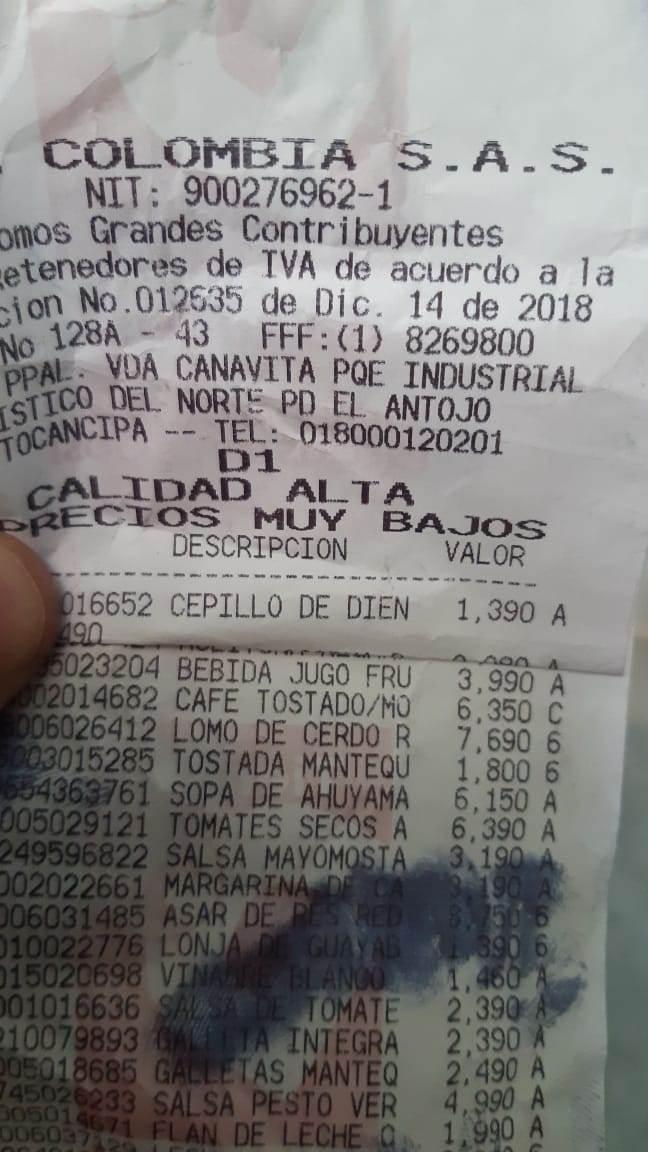 COLOMBIA S.A.S.
NIT: 900276962-1
omos Grandes Contribuyentes
etenedores de IVA de acuerdo a la
cion No.012635 de Dic. 14 de 2018
No 128A - 43 FFF:(1) 8269800
PPAL. VDA CANAVITA PQE INDUSTRIAL
ISTICO DEL NORTE PD EL ANTOJO
TOCANCIPA -- TEL: 018000120201
D1
CALIDAD ALTA
PRECIOS MUY BAJOS
DESCRIPCION VALOR
016652 CEPILLO DE DIEN 1,390 A
490
5023204 BEBIDA JUGO FRU 3,990 A
002014682 CAFE TOSTADO/MO 6,350 C
006026412 LOMO DE CERDO R 7,690 6
003015285 TOSTADA MANTEQU 1,800 6
654363761 SOPA DE AHUYAMA 6,150 A
005029121 TOMATES SECOS A 6,390 A
249596822 SALSA MAYOMOSTA 3,190 A
002022661 MARGARINA DE CA 3,190 A
006031485 ASAR DE RES RED 8,750 6
010022776 LONJA DE GUAYAB 1,390 6
015020698 VINAGRE BLANCO 1,460 A
001016636 SALSA DE TOMATE 2,390 A
210079893 GALLETA INTEGRA 2,390 A
005018685 GALLETAS MANTEQ 2,490 A
745026233 SALSA PESTO VER 4,990 A
005014671 FLAN DE LECHE C 1,990 A